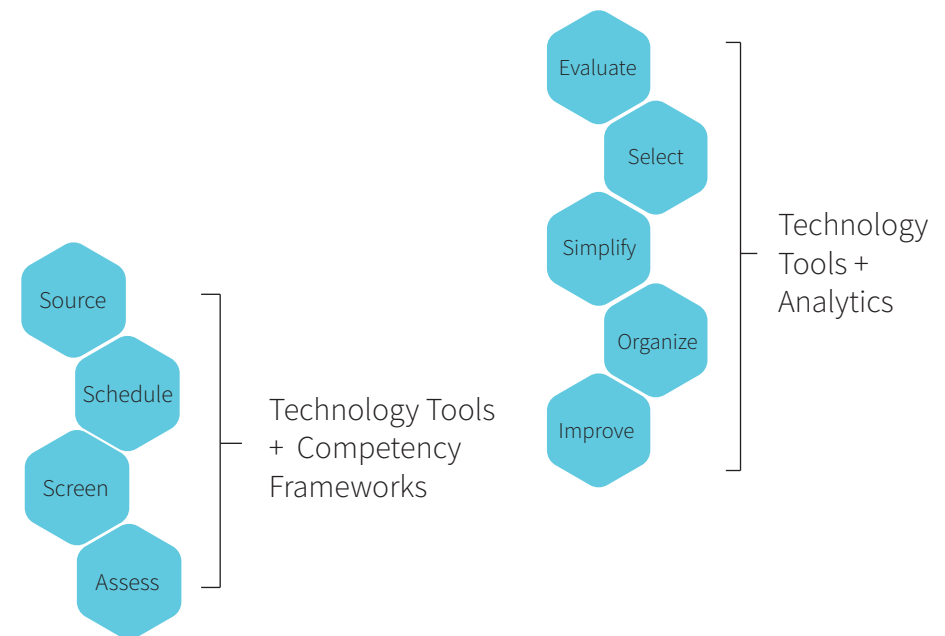 Source
Schedule
Screen
Assess
Technology Tools
+ Competency
Frameworks
Evaluate
Select
Simplify
Organize
Improve
Technology
Tools +
Analytics